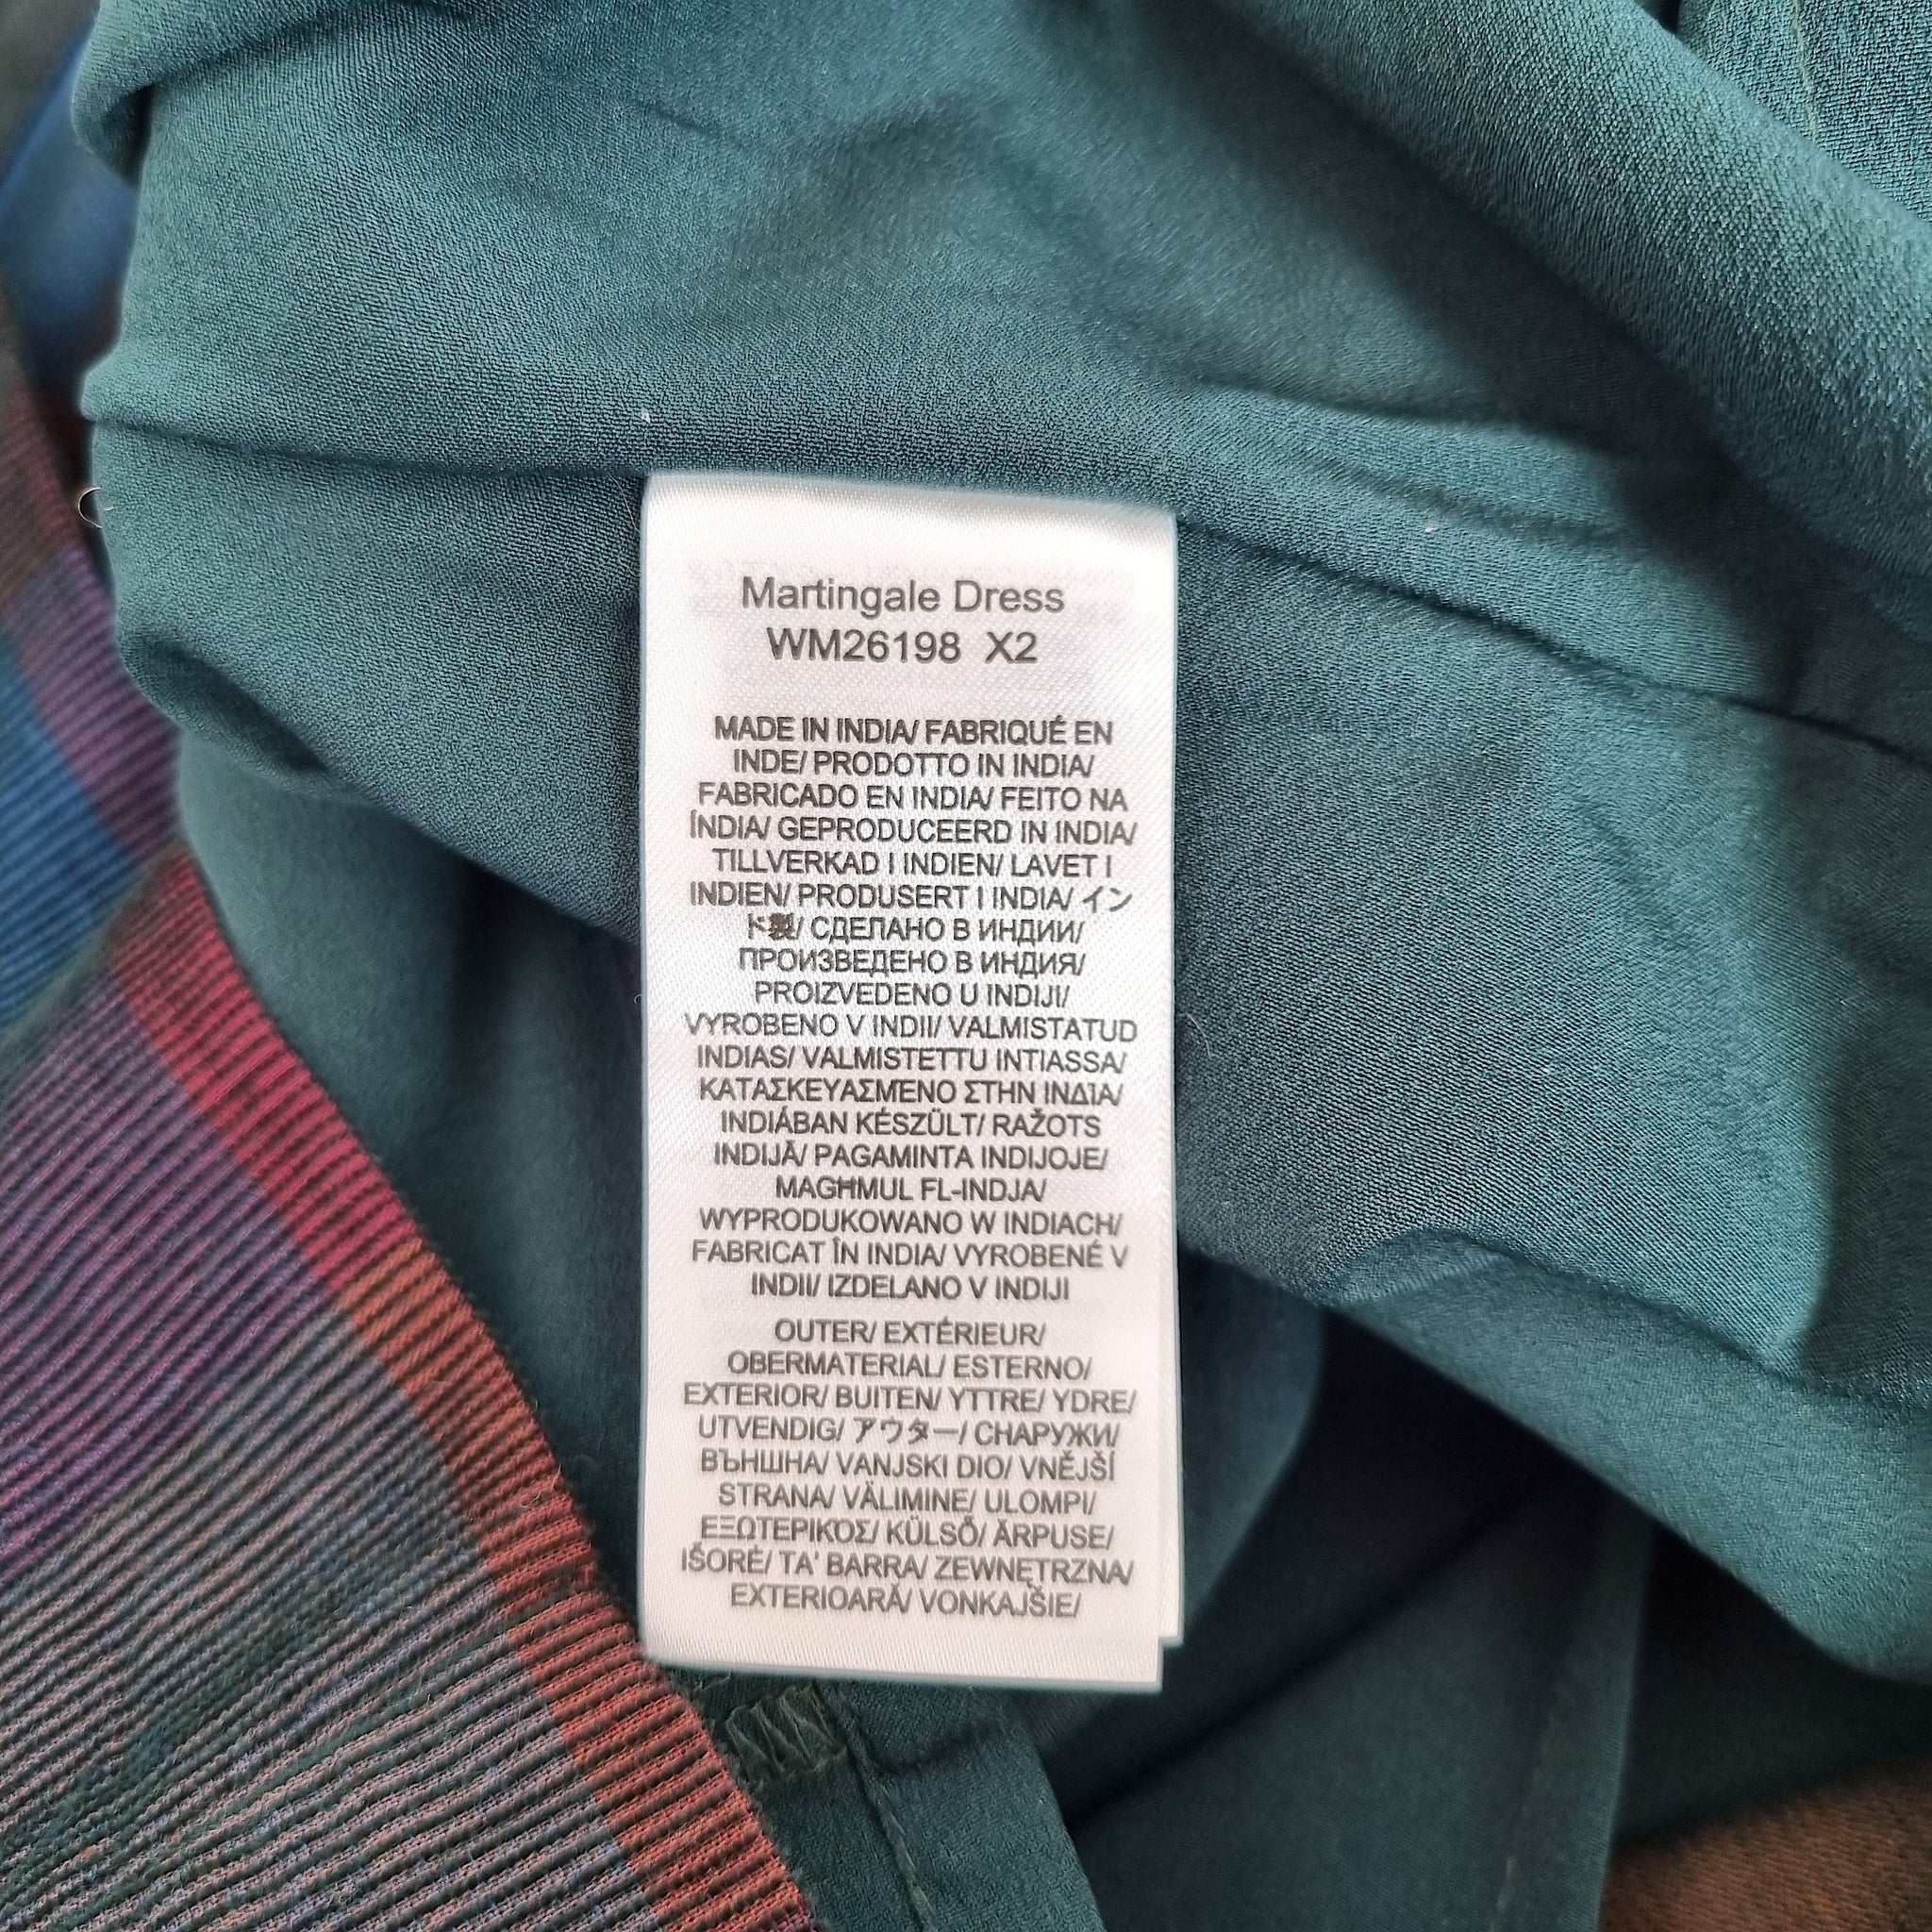 Martingale Dress
WM26198 X2
MADE IN INDIA/ FABRIQUÉ EN
INDE/ PRODOTTO IN INDIA/
FABRICADO EN INDIA/ FEITO NA
ÍNDIA/ GEPRODUCEERD IN INDIA/
TILLVERKAD I INDIEN/ LAVET I
INDIEN/ PRODUSERT I INDIA/ イン
ド製/ СДЕЛАНО В ИНДИИ/
ПРОИЗВЕДЕНО В ИНДИЯ/
PROIZVEDENO U INDIJI/
VYROBENO V INDII/ VALMISTATUD
INDIAS/ VALMISTETTU INTIASSA/
ΚΑΤΑΣΚΕΥΑΣΜΈΝΟ ΣΤΗΝ ΙΝΔΊΑ/
INDIÁBAN KÉSZÜLT/ RAŽOTS
INDIJĀ/ PAGAMINTA INDIJOJE/
MAGĦMUL FL-INDJA/
WYPRODUKOWANO W INDIACH/
FABRICAT ÎN INDIA/ VYROBENÉ V
INDII/ IZDELANO V INDIJI
OUTER/ EXTÉRIEUR/
OBERMATERIAL/ ESTERNO/
EXTERIOR/ BUITEN/ YTTRE/ YDRE/
UTVENDIG/ アウター/ СНАРУЖИ/
ВЪНШНА/ VANJSKI DIO/ VNĚJŠÍ
STRANA/ VÄLIMINE/ ULOMPI/
ΕΞΩΤΕΡΙΚΌΣ/ KÜLSŐ/ ĀRPUSE/
IŠORĖ/ TA' BARRA/ ZEWNĘTRZNA/
EXTERIOARĂ/ VONKAJŠIE/